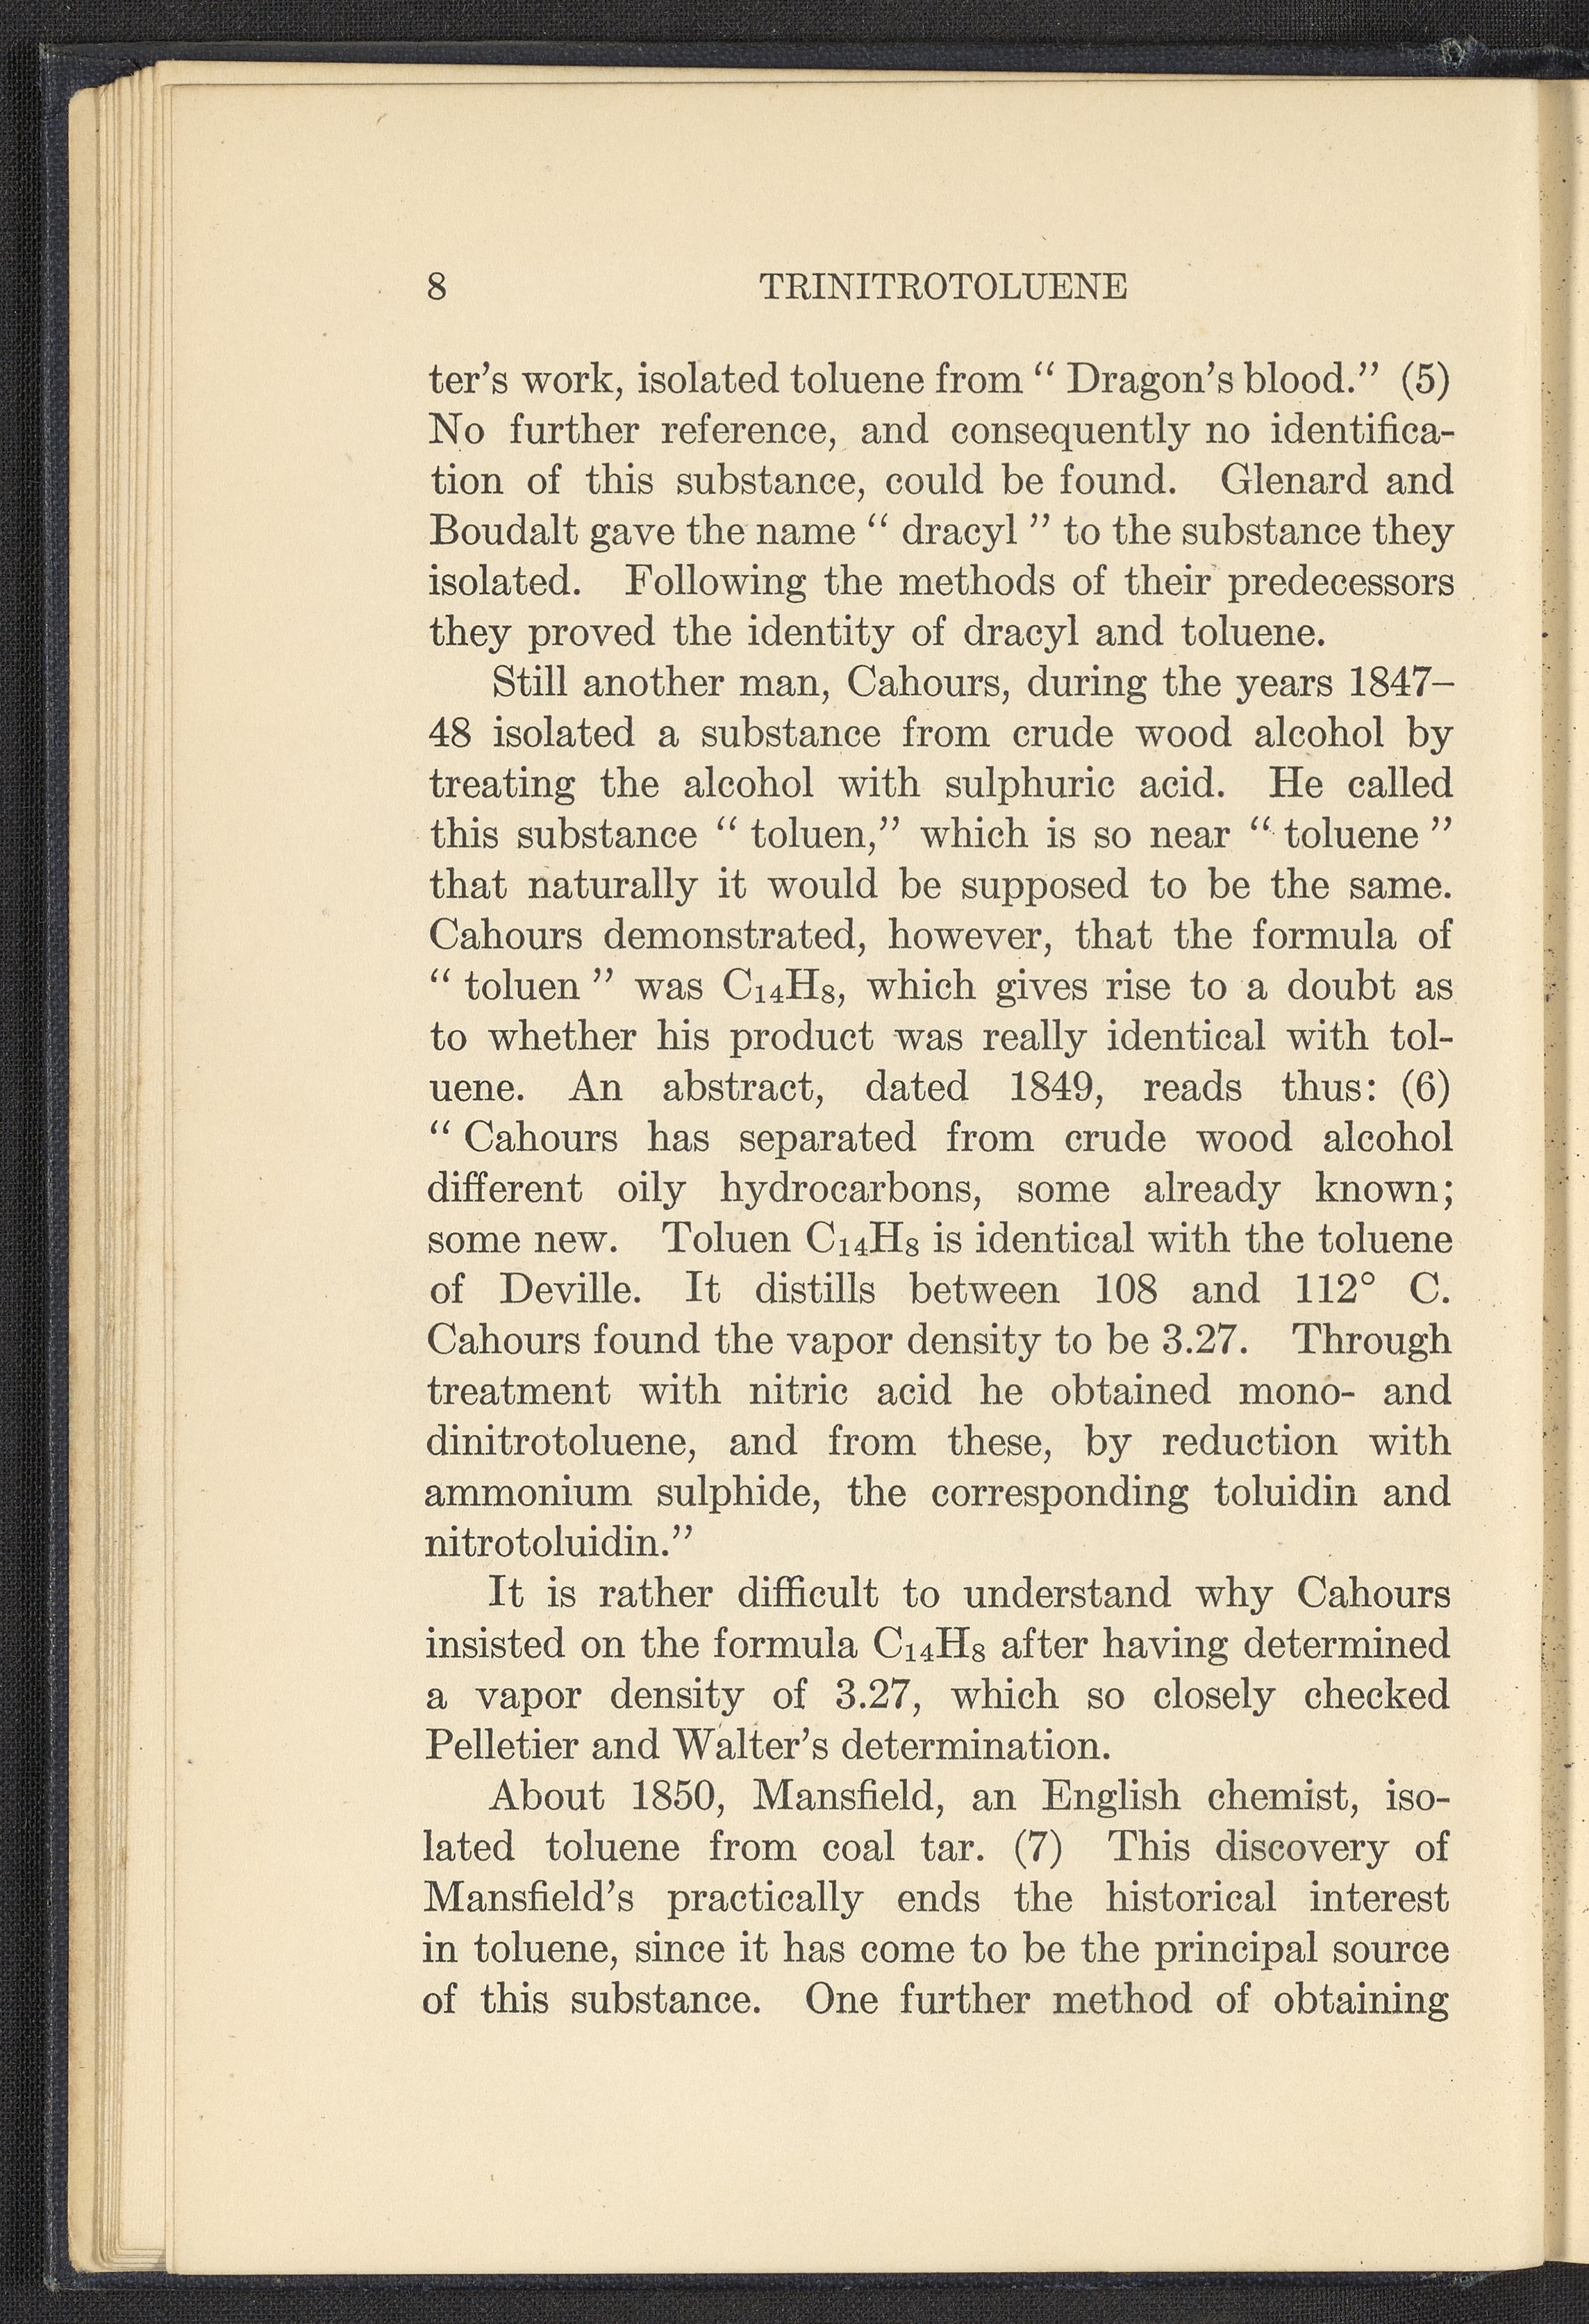 8 TRINITROTOLUENE
ter's work, isolated toluene from “ Dragon's blood.” (5)
No further reference, and consequently no identifica-
tion of this substance, could be found. Glenard and
Boudalt gave the name “ dracyl ” to the substance they
isolated. Following the methods of their predecessors
they proved the identity of dracyl and toluene.
Still another man, Cahours, during the years 1847–
48 isolated a substance from crude wood alcohol by
treating the alcohol with sulphuric acid. He called
this substance “ toluen,” which is so near “ toluene ”
that naturally it would be supposed to be the same.
Cahours demonstrated, however, that the formula of
“ toluen ” was C₁₄H₈, which gives rise to a doubt as
to whether his product was really identical with tol-
uene. An abstract, dated 1849, reads thus: (6)
“ Cahours has separated from crude wood alcohol
different oily hydrocarbons, some already known;
some new. Toluen C₁₄H₈ is identical with the toluene
of Deville. It distills between 108 and 112° C.
Cahours found the vapor density to be 3.27. Through
treatment with nitric acid he obtained mono- and
dinitrotoluene, and from these, by reduction with
ammonium sulphide, the corresponding toluidin and
nitrotoluidin.”
It is rather difficult to understand why Cahours
insisted on the formula C₁₄H₈ after having determined
a vapor density of 3.27, which so closely checked
Pelletier and Walter's determination.
About 1850, Mansfield, an English chemist, iso-
lated toluene from coal tar. (7) This discovery of
Mansfield's practically ends the historical interest
in toluene, since it has come to be the principal source
of this substance. One further method of obtaining